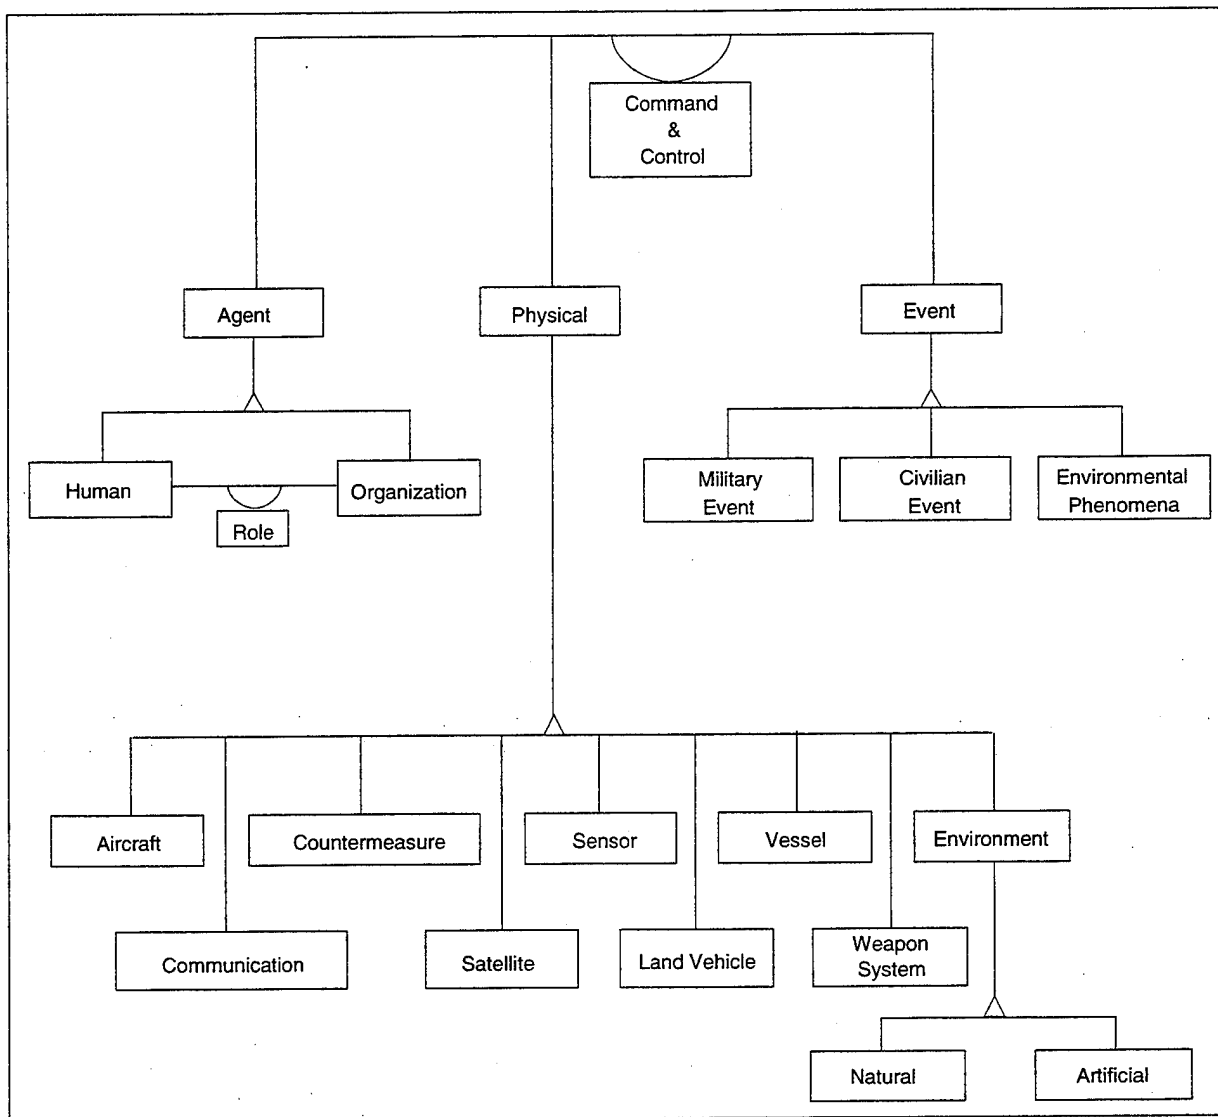 Command
&
Control
Agent
Physical
Event
Human
Organization
Role
Military
Event
Civilian
Event
Environmental
Phenomena
Aircraft
Countermeasure
Sensor
Vessel
Environment
Communication
Satellite
Land Vehicle
Weapon
System
Natural
Artificial